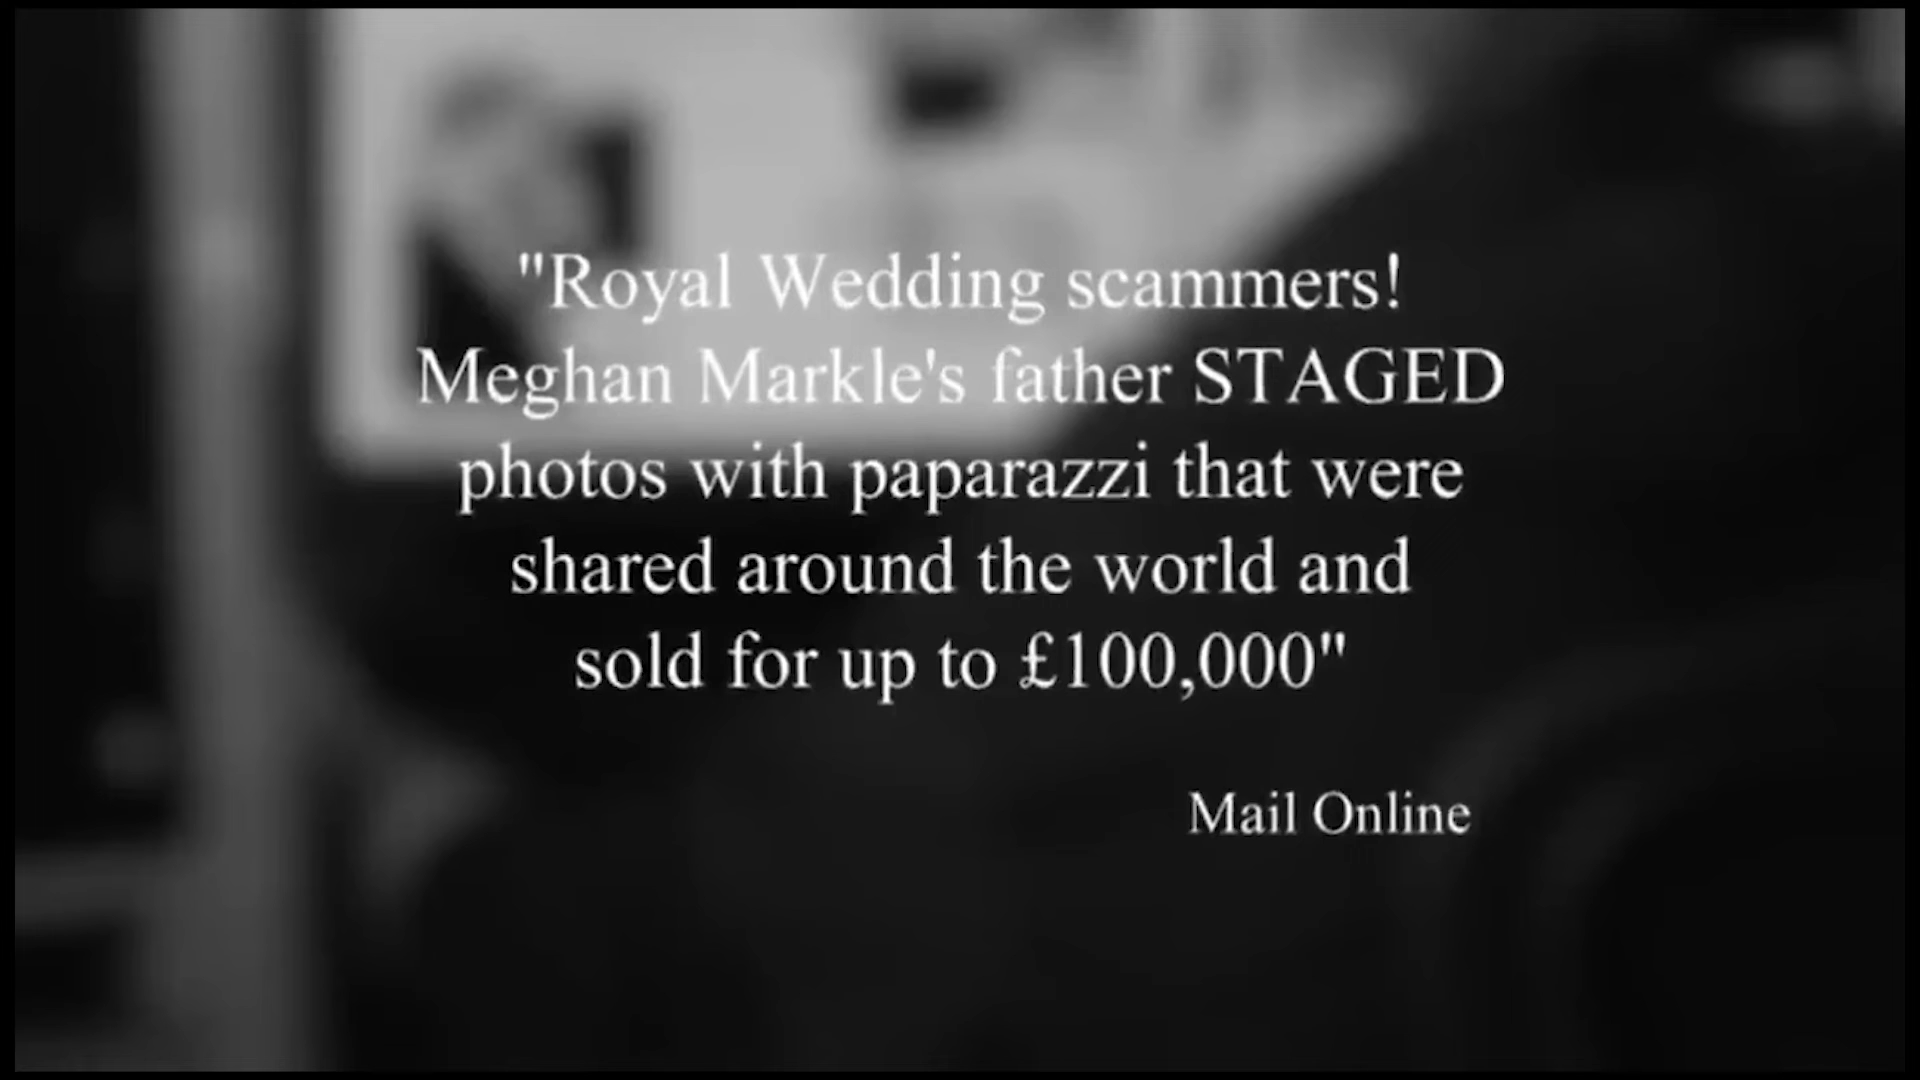 "Royal Wedding scammers!
Meghan Markle's father STAGED
photos with paparazzi that were
shared around the world and
sold for up to £100,000"
Mail Online